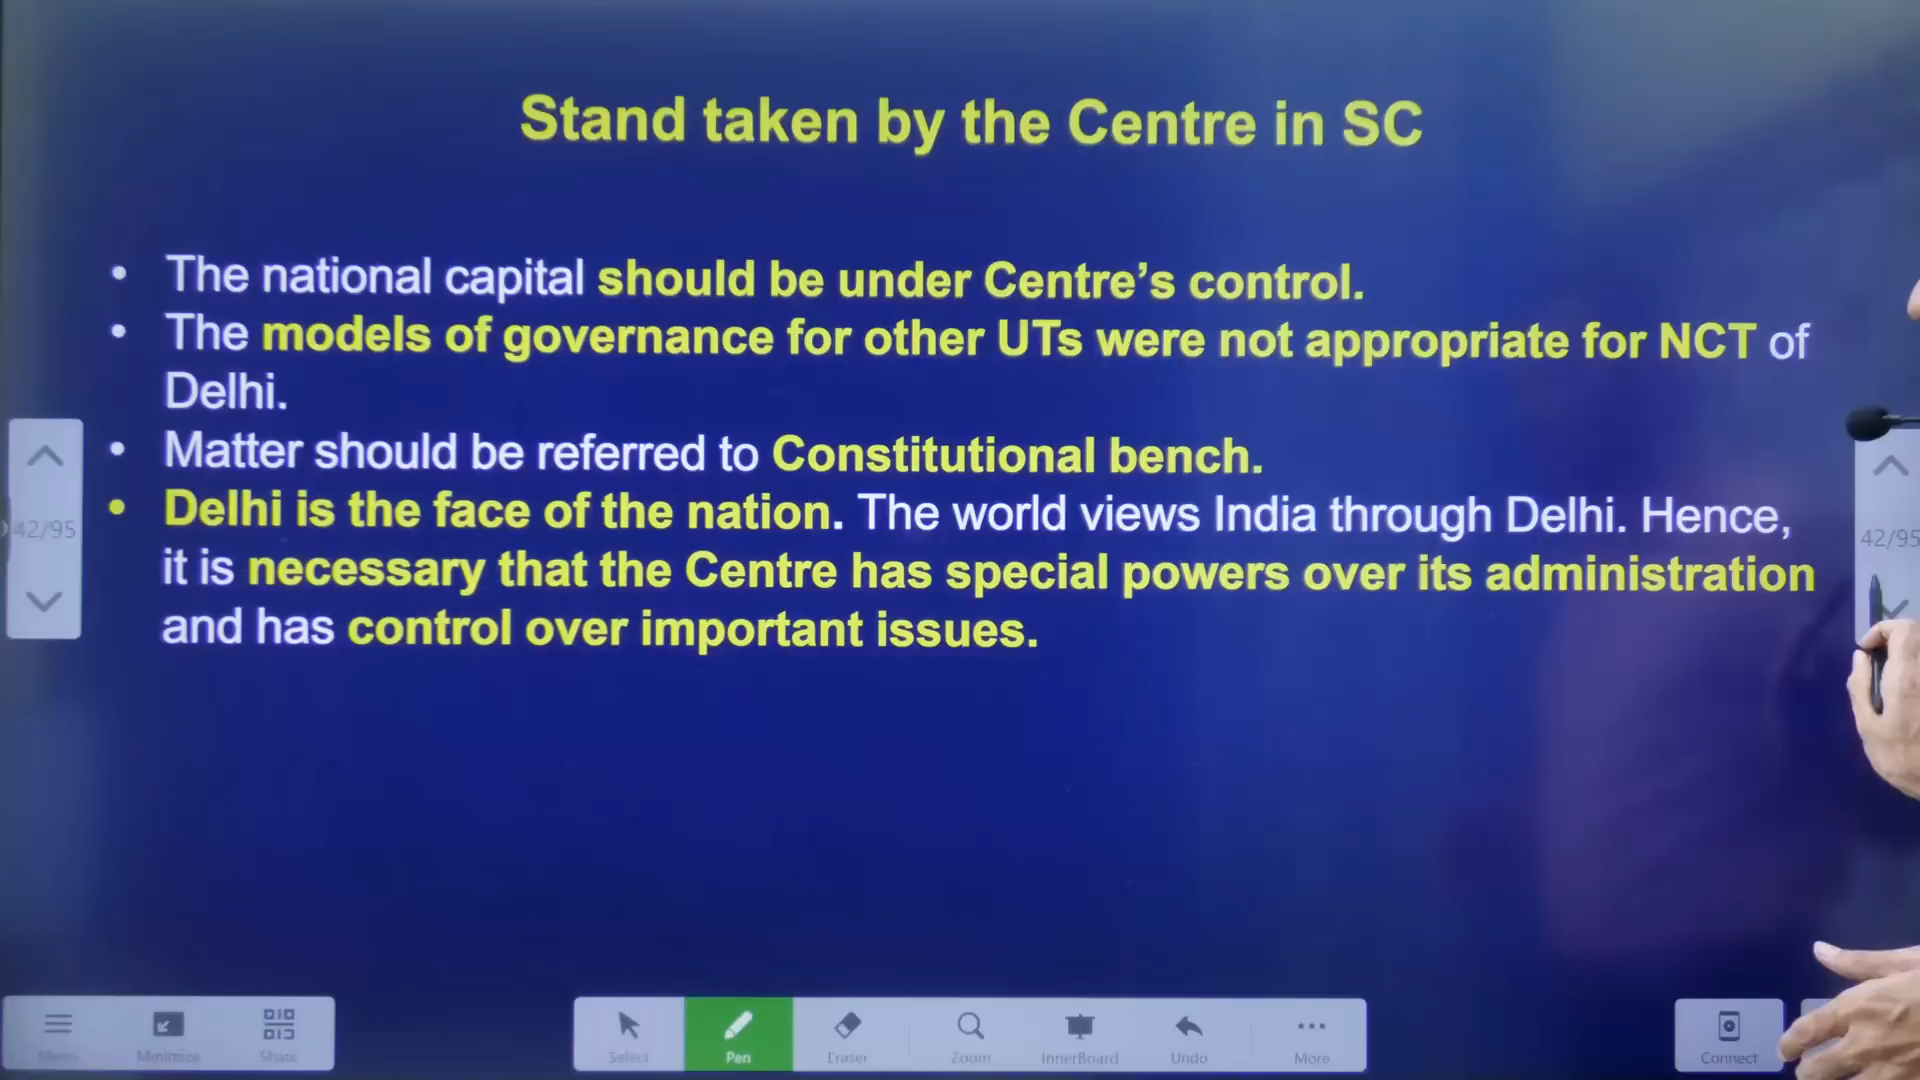 Stand taken by the Centre in SC
• The national capital should be under Centre’s control.
• The models of governance for other UTs were not appropriate for NCT of
Delhi.
• Matter should be referred to Constitutional bench.
• Delhi is the face of the nation. The world views India through Delhi. Hence,
it is necessary that the Centre has special powers over its administration
and has control over important issues.
42/95
42/95
Menu
Minimize
Share
Select
Pen
Eraser
Zoom
InnerBoard
Undo
More
Connect